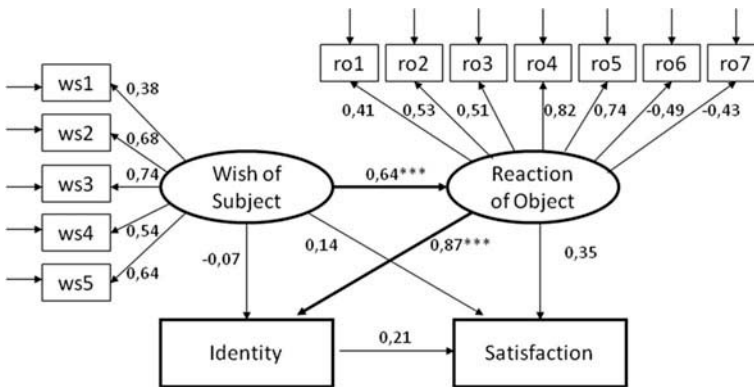 ro1 ro2 ro3 ro4 ro5 ro6 ro7
0,41 0,53 0,51 0,82 0,74 -0,49 -0,43
ws1
0,38
ws2
0,68
ws3
0,74
ws4
0,54
ws5
0,64
Wish of
Subject
0,64***
Reaction
of Object
-0,07
0,14
0,87***
0,35
Identity
0,21
Satisfaction